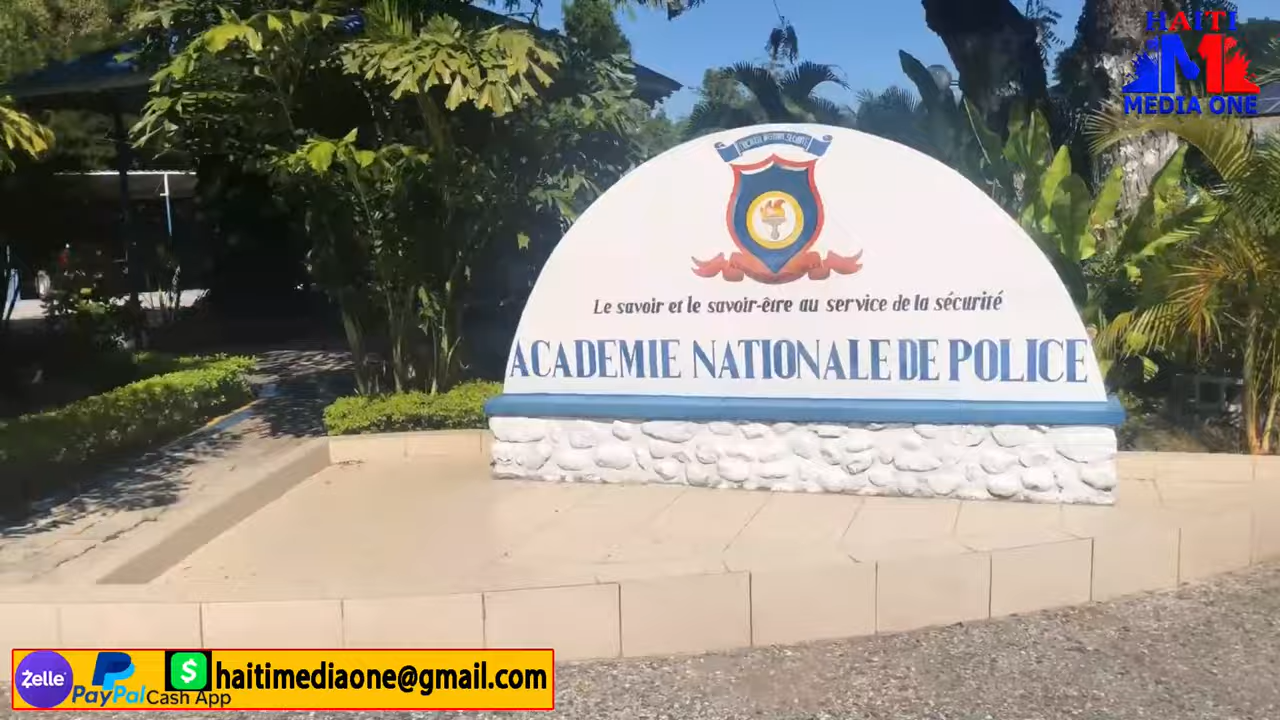 HAITI
MEDIA ONE
Le savoir et le savoir-être au service de la sécurité
ACADEMIE NATIONALE DE POLICE
Zelle
PayPal
Cash App
haitimediaone@gmail.com